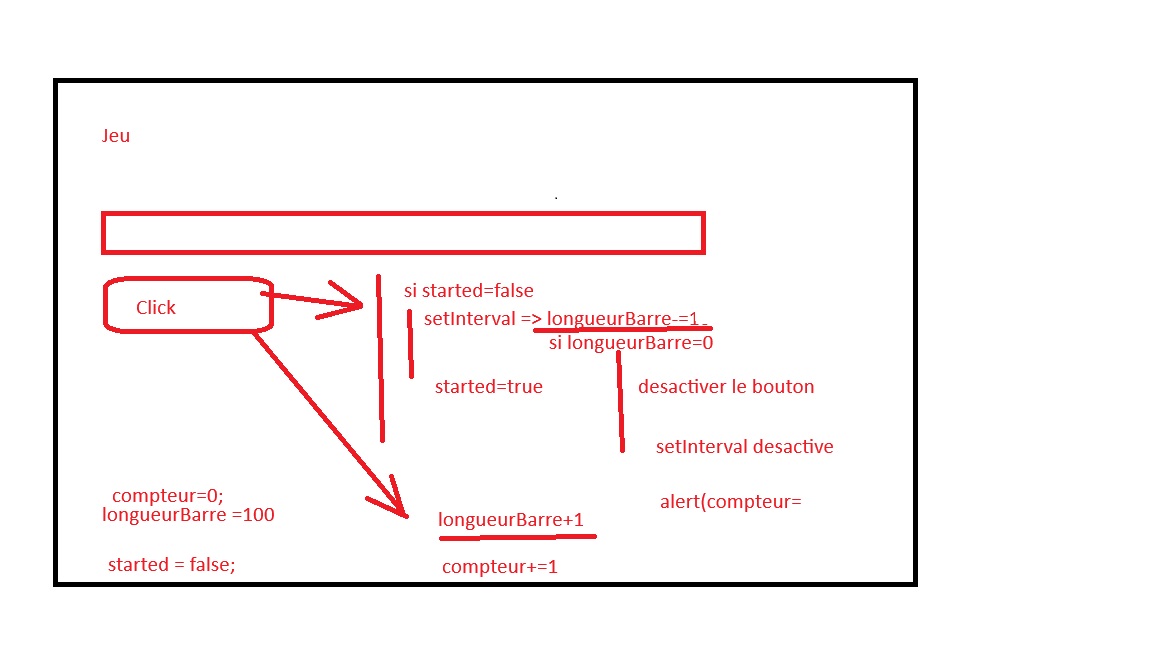 Jeu
Click
si started=false
setInterval => longueurBarre-=1
si longueurBarre=0
started=true
desactiver le bouton
setInterval desactive
alert(compteur=
compteur=0;
longueurBarre =100
started = false;
longueurBarre+1
compteur+=1